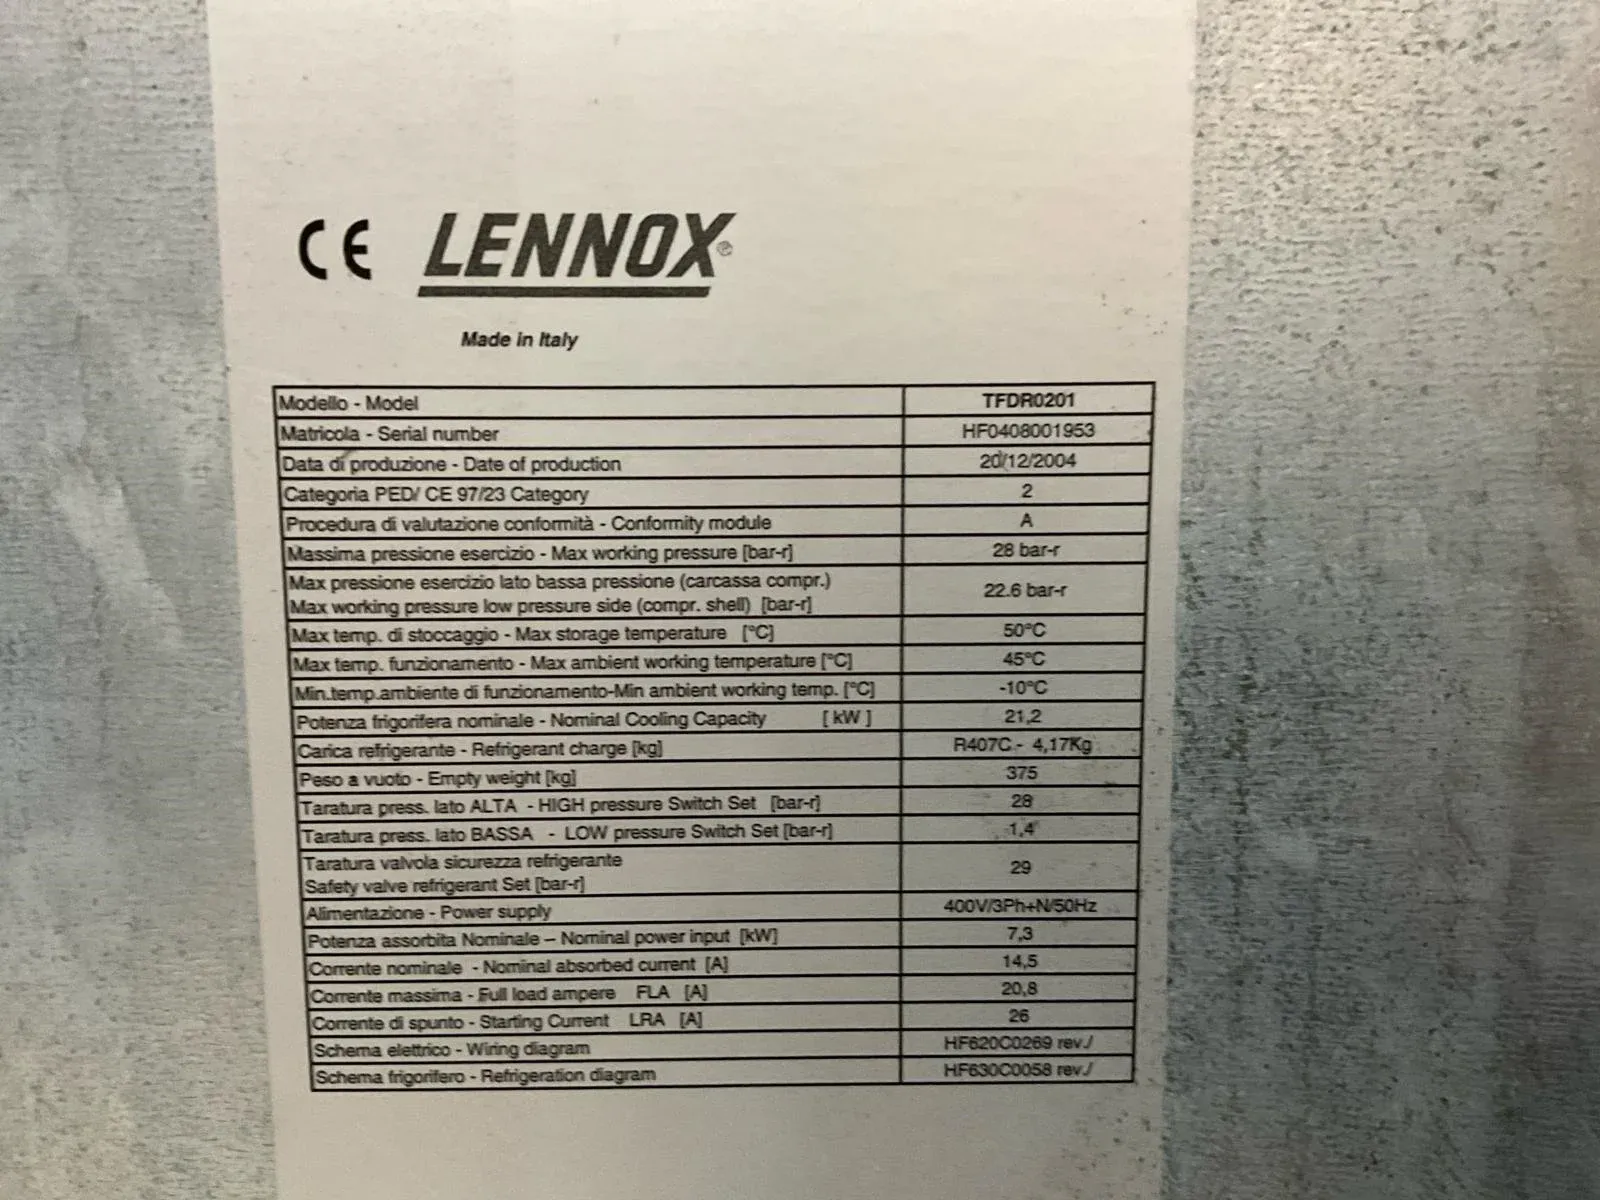 CE LENNOX®
Made in Italy
Modello - Model TFDR0201
Matricola - Serial number HF0408001953
Data di produzione - Date of production 20/12/2004
Categoria PED/ CE 97/23 Category 2
Procedura di valutazione conformità - Conformity module A
Massima pressione esercizio - Max working pressure [bar-r] 28 bar-r
Max pressione esercizio lato bassa pressione (carcassa compr.)
Max working pressure low pressure side (compr. shell) [bar-r] 22.6 bar-r
Max temp. di stoccaggio - Max storage temperature [°C] 50°C
Max temp. funzionamento - Max ambient working temperature [°C] 45°C
Min.temp.ambiente di funzionamento-Min ambient working temp. [°C] -10°C
Potenza frigorifera nominale - Nominal Cooling Capacity [ kW ] 21,2
Carica refrigerante - Refrigerant charge [kg] R407C - 4,17Kg
Peso a vuoto - Empty weight [kg] 375
Taratura press. lato ALTA - HIGH pressure Switch Set [bar-r] 28
Taratura press. lato BASSA - LOW pressure Switch Set [bar-r] 1,4
Taratura valvola sicurezza refrigerante
Safety valve refrigerant Set [bar-r] 29
Alimentazione - Power supply 400V/3Ph+N/50Hz
Potenza assorbita Nominale – Nominal power input [kW] 7,3
Corrente nominale - Nominal absorbed current [A] 14,5
Corrente massima - Full load ampere FLA [A] 20,8
Corrente di spunto - Starting Current LRA [A] 26
Schema elettrico - Wiring diagram HF620C0269 rev./
Schema frigorifero - Refrigeration diagram HF630C0058 rev./